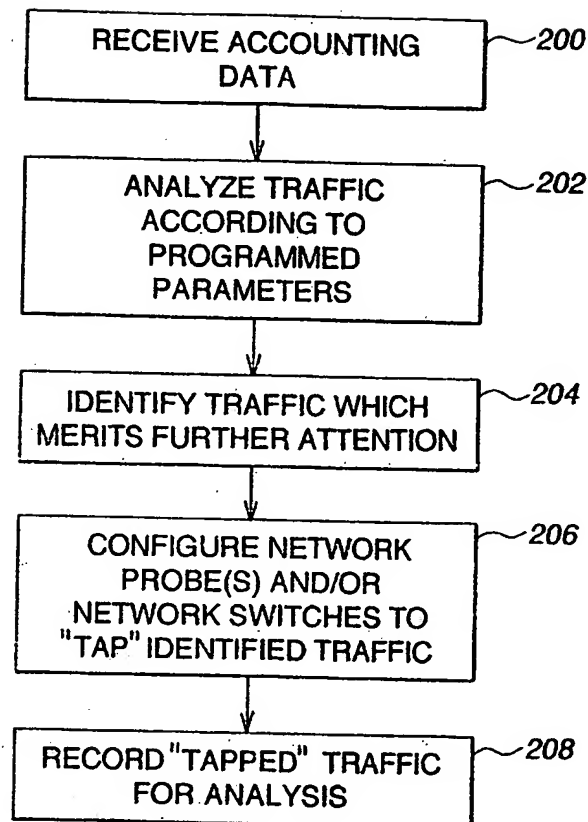 RECEIVE ACCOUNTING
DATA
200
ANALYZE TRAFFIC
ACCORDING TO
PROGRAMMED
PARAMETERS
202
IDENTIFY TRAFFIC WHICH
MERITS FURTHER ATTENTION
204
CONFIGURE NETWORK
PROBE(S) AND/OR
NETWORK SWITCHES TO
"TAP" IDENTIFIED TRAFFIC
206
RECORD "TAPPED" TRAFFIC
FOR ANALYSIS
208